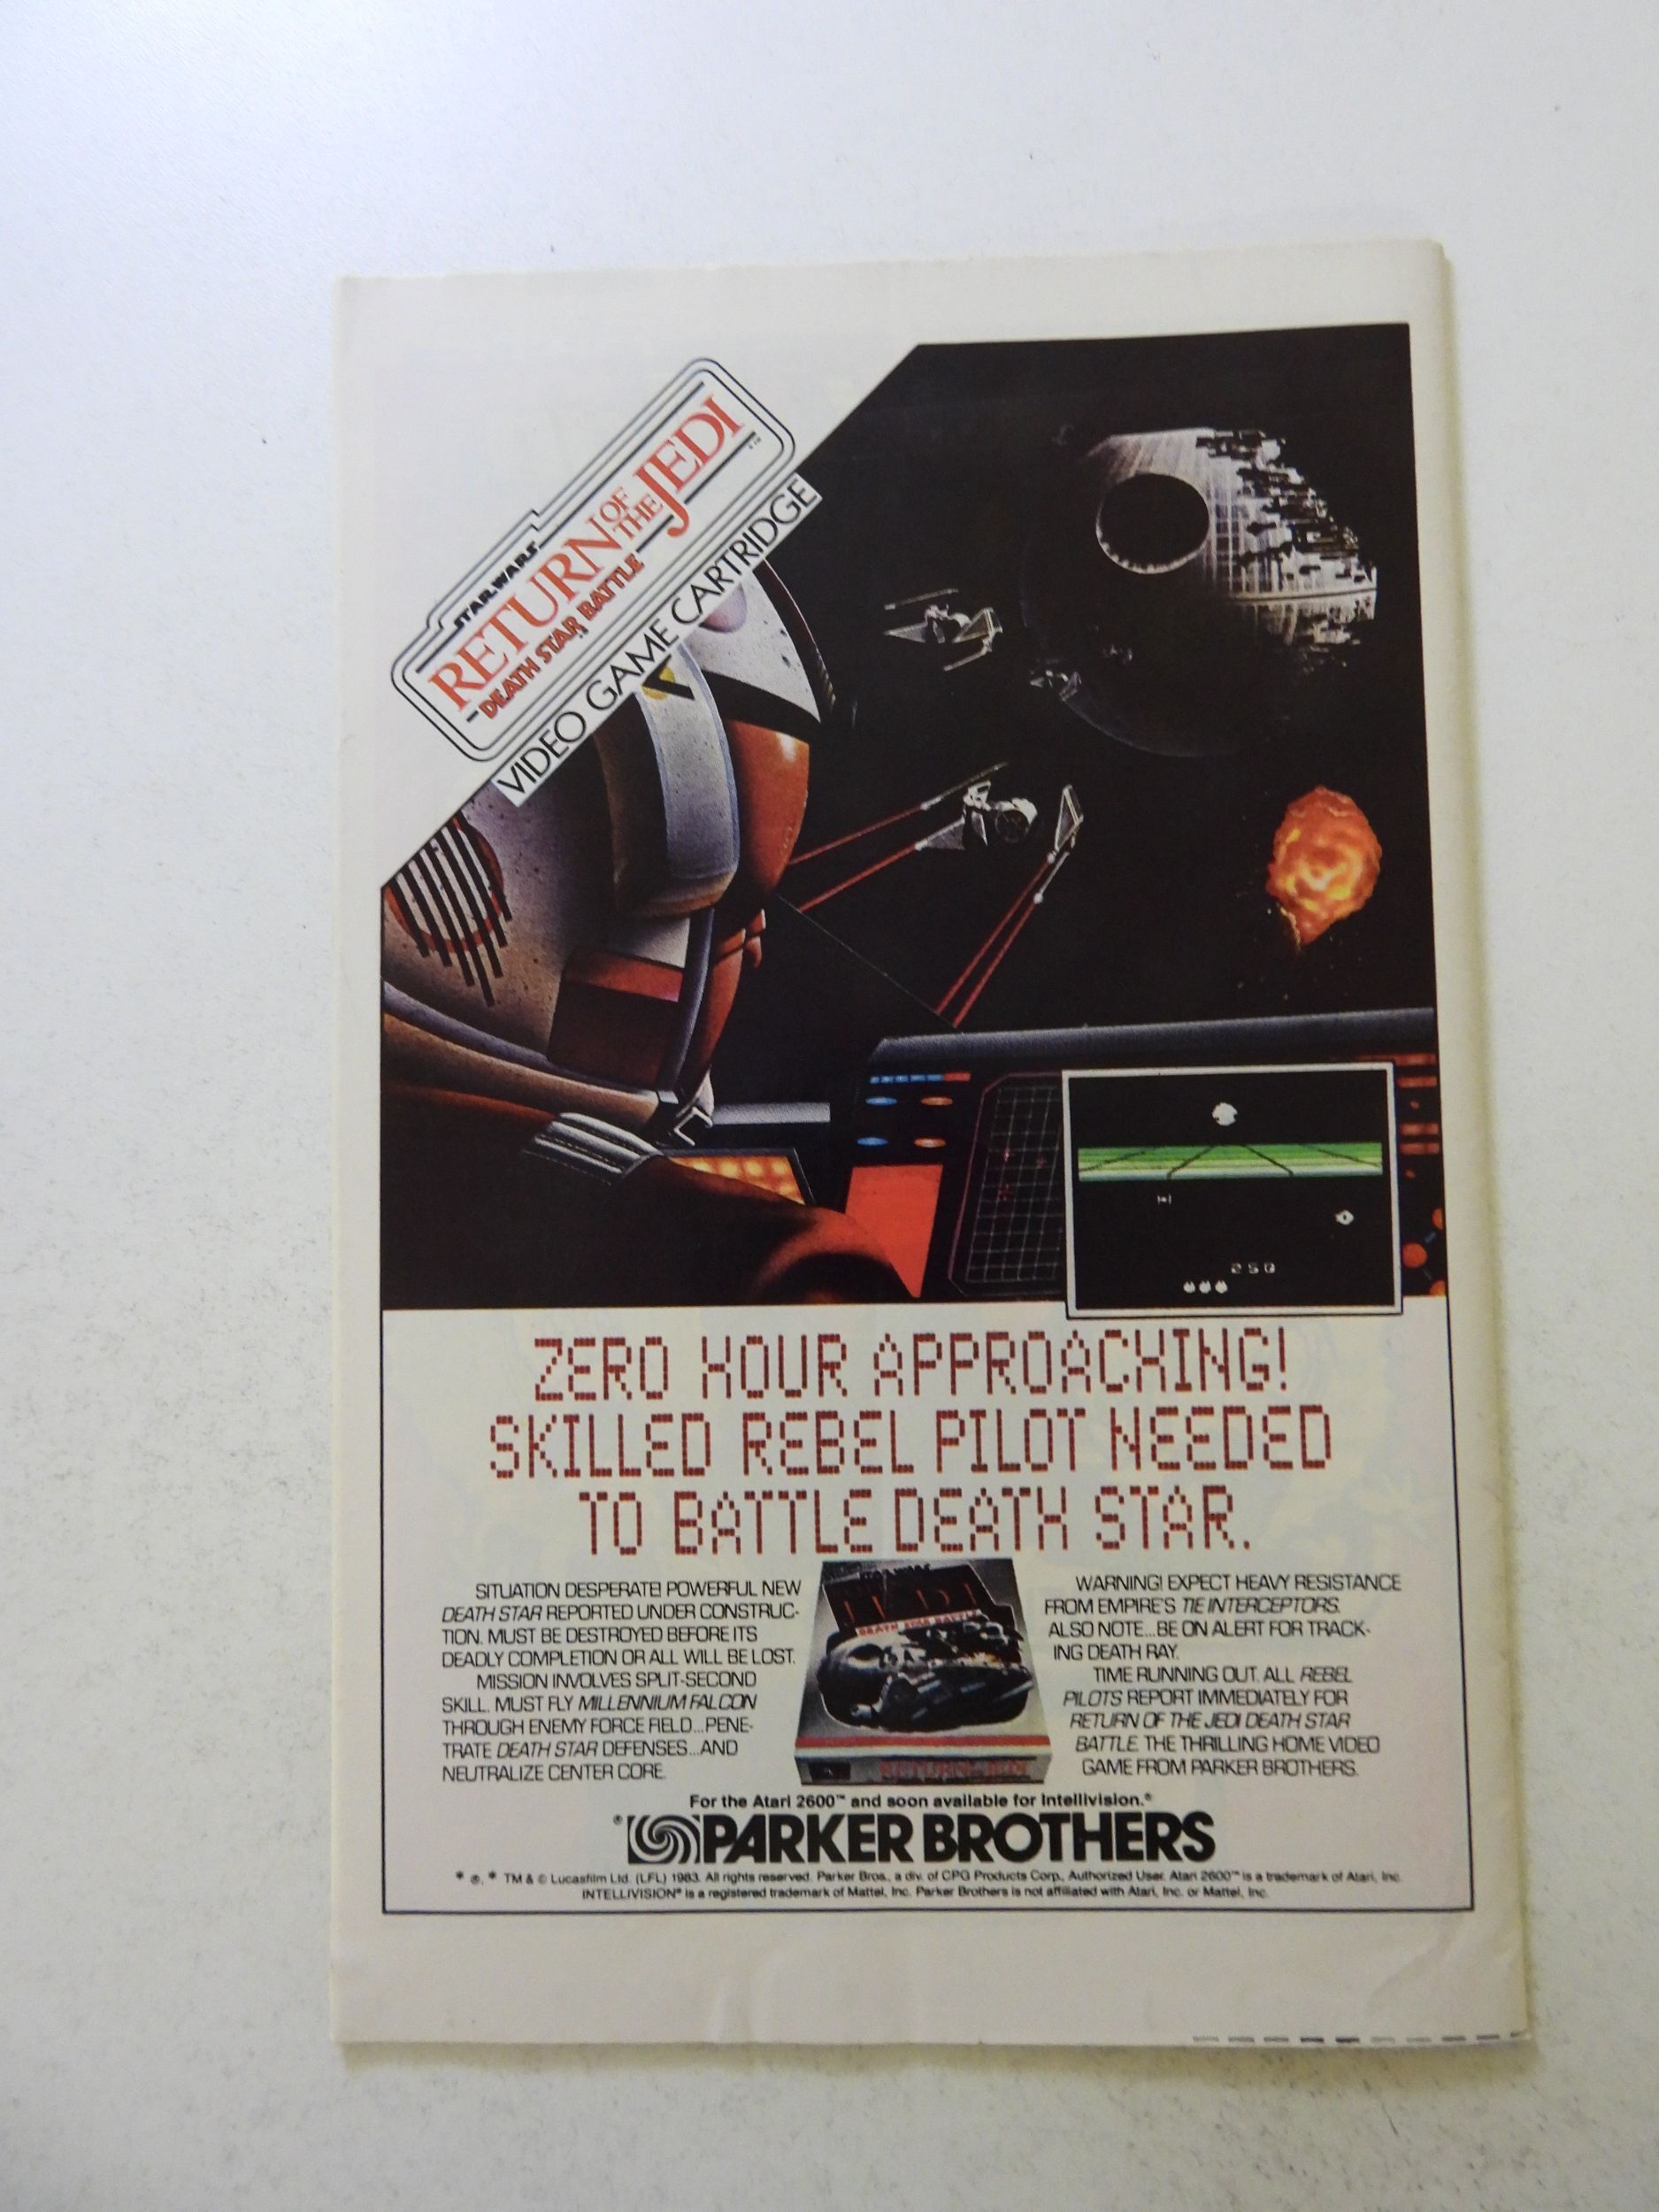 STAR WARS
RETURN OF THE JEDI
DEATH STAR BATTLE
VIDEO GAME CARTRIDGE
250
ZERO HOUR APPROACHING!
SKILLED REBEL PILOT NEEDED
TO BATTLE DEATH STAR.
SITUATION DESPERATE! POWERFUL NEW
DEATH STAR REPORTED UNDER CONSTRUC-
TION. MUST BE DESTROYED BEFORE ITS
DEADLY COMPLETION OR ALL WILL BE LOST.
MISSION INVOLVES SPLIT-SECOND
SKILL. MUST FLY MILLENNIUM FALCON
THROUGH ENEMY FORCE FIELD...PENE-
TRATE DEATH STAR DEFENSES...AND
NEUTRALIZE CENTER CORE.
JEDI
DEATH STAR BATTLE
RETURN OF THE JEDI
WARNING! EXPECT HEAVY RESISTANCE
FROM EMPIRE'S TIE INTERCEPTORS.
ALSO NOTE...BE ON ALERT FOR TRACK-
ING DEATH RAY.
TIME RUNNING OUT. ALL REBEL
PILOTS REPORT IMMEDIATELY FOR
RETURN OF THE JEDI DEATH STAR
BATTLE. THE THRILLING HOME VIDEO
GAME FROM PARKER BROTHERS.
For the Atari 2600™ and soon available for Intellivision.®
® PARKER BROTHERS
* ®, * TM & © Lucasfilm Ltd. (LFL) 1983. All rights reserved. Parker Bros., a div. of CPG Products Corp., Authorized User. Atari 2600™ is a trademark of Atari, Inc.
INTELLIVISION® is a registered trademark of Mattel, Inc. Parker Brothers is not affiliated with Atari, Inc. or Mattel, Inc.